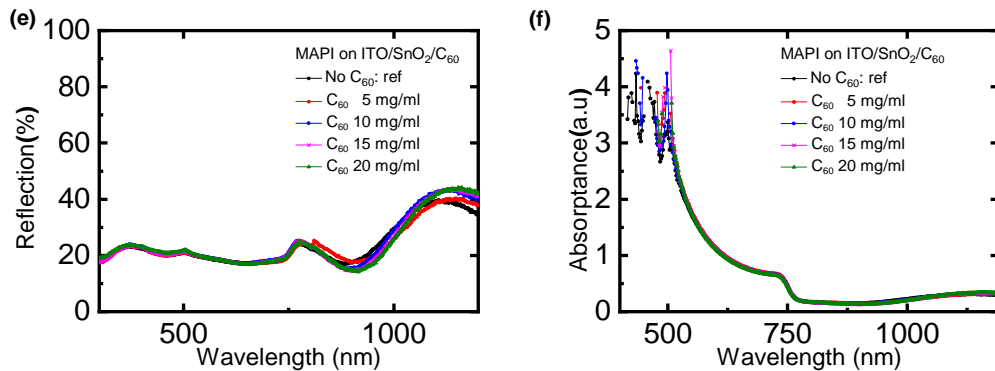 (e)
100
80
60
40
20
0
Reflection(%)
MAPI on ITO/SnO₂/C₆₀
No C₆₀: ref
C₆₀ 5 mg/ml
C₆₀ 10 mg/ml
C₆₀ 15 mg/ml
C₆₀ 20 mg/ml
500
1000
Wavelength (nm)
(f)
5
4
3
2
1
0
Absorptance(a.u)
MAPI on ITO/SnO₂/C₆₀
No C₆₀: ref
C₆₀ 5 mg/ml
C₆₀ 10 mg/ml
C₆₀ 15 mg/ml
C₆₀ 20 mg/ml
500
750
1000
Wavelength (nm)